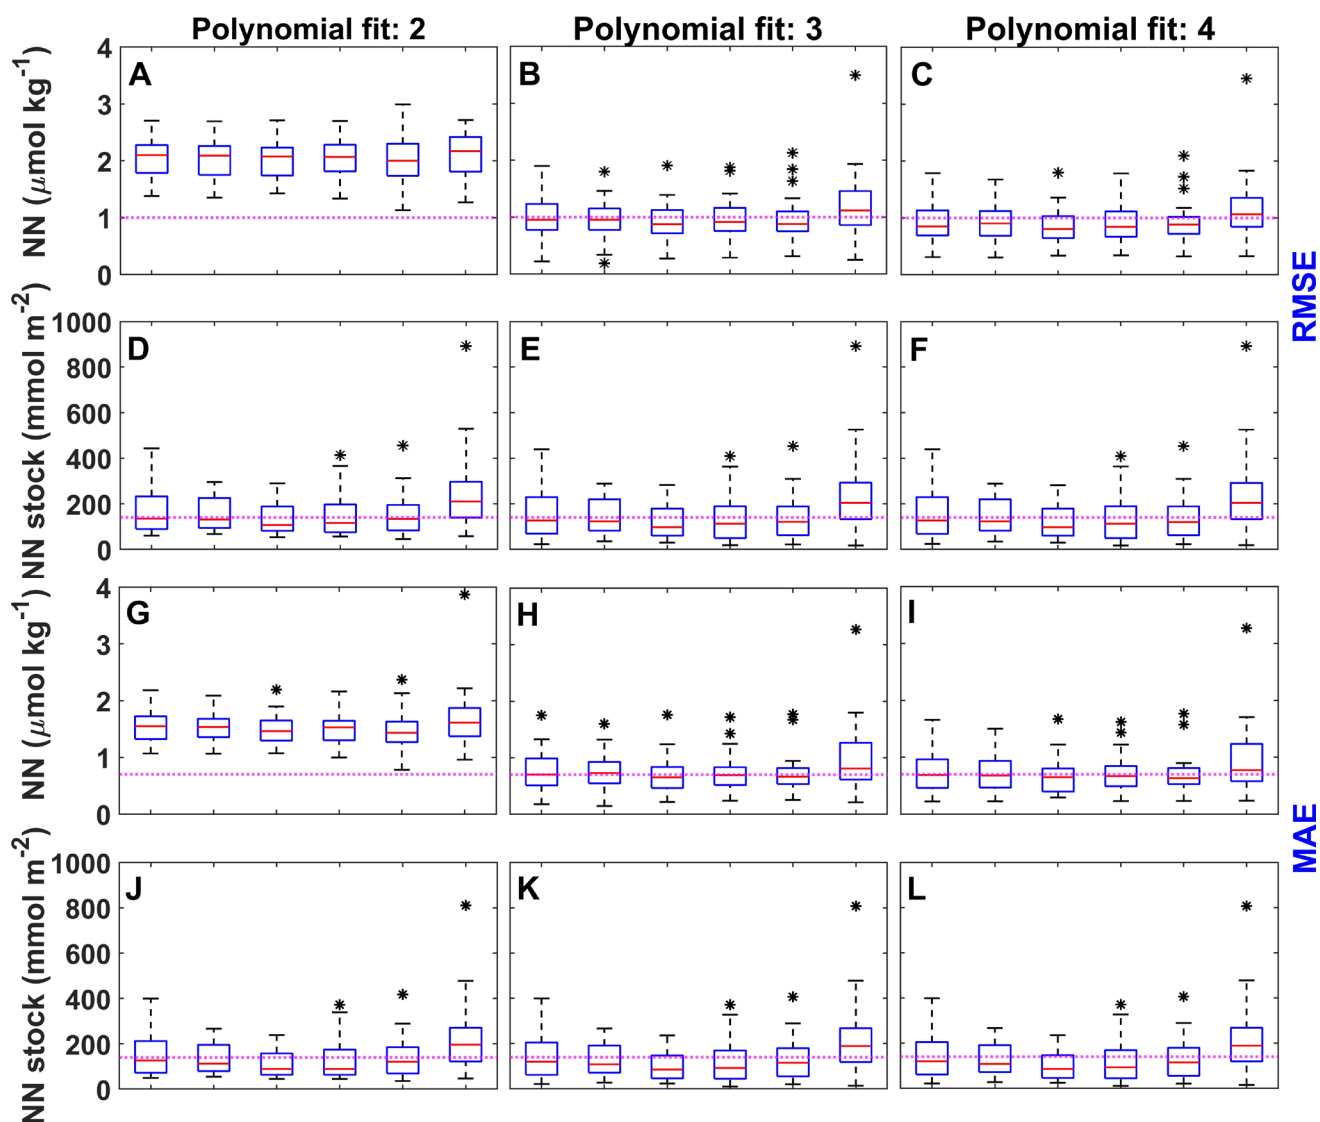 Polynomial fit: 2
Polynomial fit: 3
Polynomial fit: 4
NN (μmol kg⁻¹)
4
3
2
1
0
A
B
C
RMSE
NN stock (mmol m⁻²)
1000
800
600
400
200
0
D
E
F
NN (μmol kg⁻¹)
4
3
2
1
0
G
H
I
MAE
NN stock (mmol m⁻²)
1000
800
600
400
200
0
J
K
L